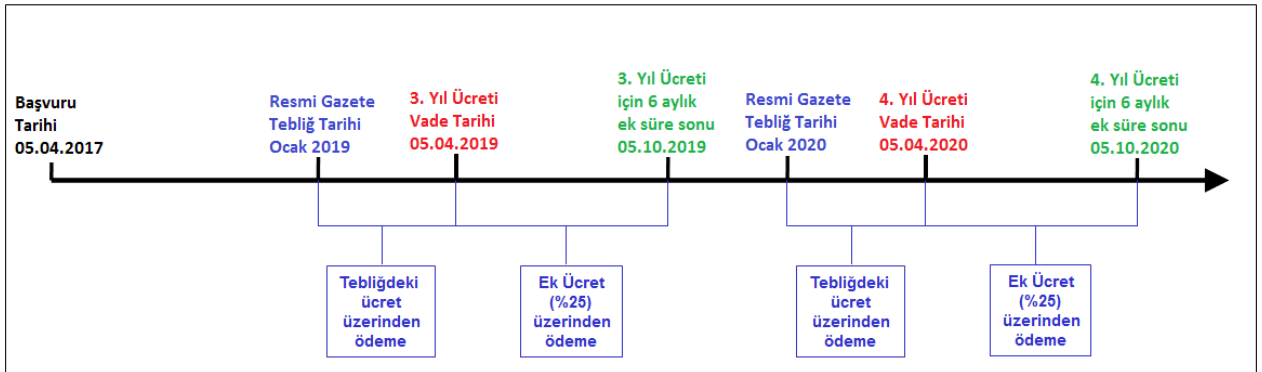 Başvuru
Tarihi
05.04.2017
Resmi Gazete
Tebliğ Tarihi
Ocak 2019
3. Yıl Ücreti
Vade Tarihi
05.04.2019
3. Yıl Ücreti
için 6 aylık
ek süre sonu
05.10.2019
Resmi Gazete
Tebliğ Tarihi
Ocak 2020
4. Yıl Ücreti
Vade Tarihi
05.04.2020
4. Yıl Ücreti
için 6 aylık
ek süre sonu
05.10.2020
Tebliğdeki
ücret
üzerinden
ödeme
Ek Ücret
(%25)
üzerinden
ödeme
Tebliğdeki
ücret
üzerinden
ödeme
Ek Ücret
(%25)
üzerinden
ödeme